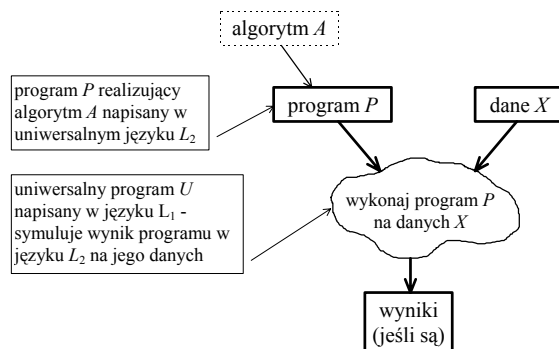 algorytm A
program P realizujący
algorytm A napisany w
uniwersalnym języku L₂
program P
dane X
uniwersalny program U
napisany w języku L₁ -
symuluje wynik programu w
języku L₂ na jego danych
wykonaj program P
na danych X
wyniki
(jeśli są)